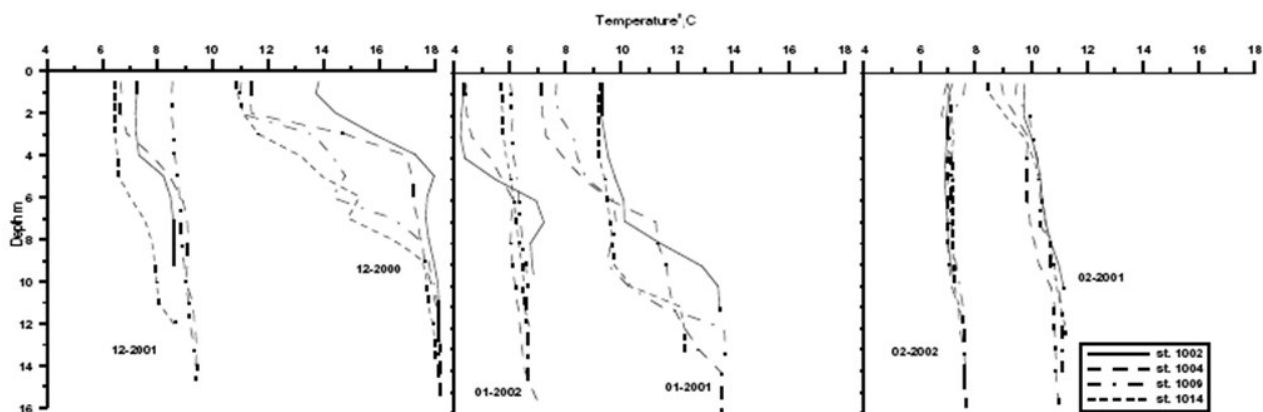 Temperature°,C
4 6 8 10 12 14 16 18 4 6 8 10 12 14 16 18 4 6 7 8 10 12 14 16 18
0
2
4
6
8
10
12
14
16
Depth m
12-2000
12-2001
01-2002
01-2001
02-2001
02-2002
st. 1002
st. 1004
st. 1009
st. 1014